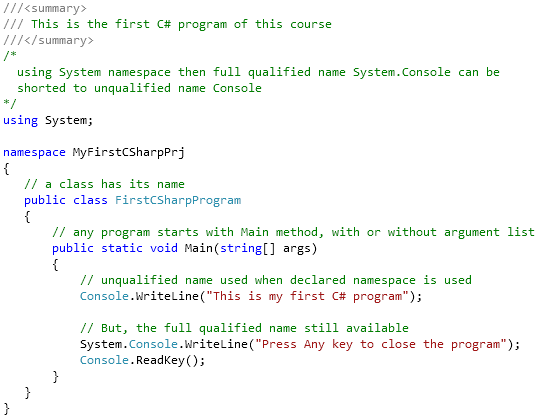 ///<summary>
/// This is the first C# program of this course
///</summary>
/*
  using System namespace then full qualified name System.Console can be
  shorted to unqualified name Console
*/
using System;

namespace MyFirstCSharpPrj
{
   // a class has its name
   public class FirstCSharpProgram
   {
       // any program starts with Main method, with or without argument list
       public static void Main(string[] args)
       {
           // unqualified name used when declared namespace is used
           Console.WriteLine("This is my first C# program");

           // But, the full qualified name still available
           System.Console.WriteLine("Press Any key to close the program");
           Console.ReadKey();
       }
   }
}